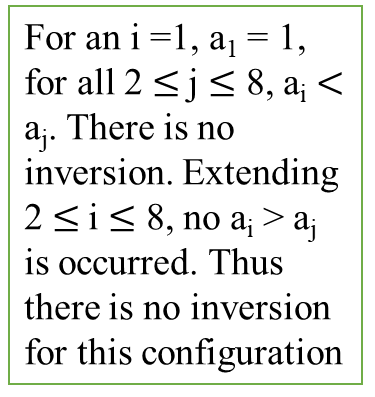 For an i =1, a₁ = 1,
for all 2 ≤ j ≤ 8, aᵢ <
aⱼ. There is no
inversion. Extending
2 ≤ i ≤ 8, no aᵢ > aⱼ
is occurred. Thus
there is no inversion
for this configuration